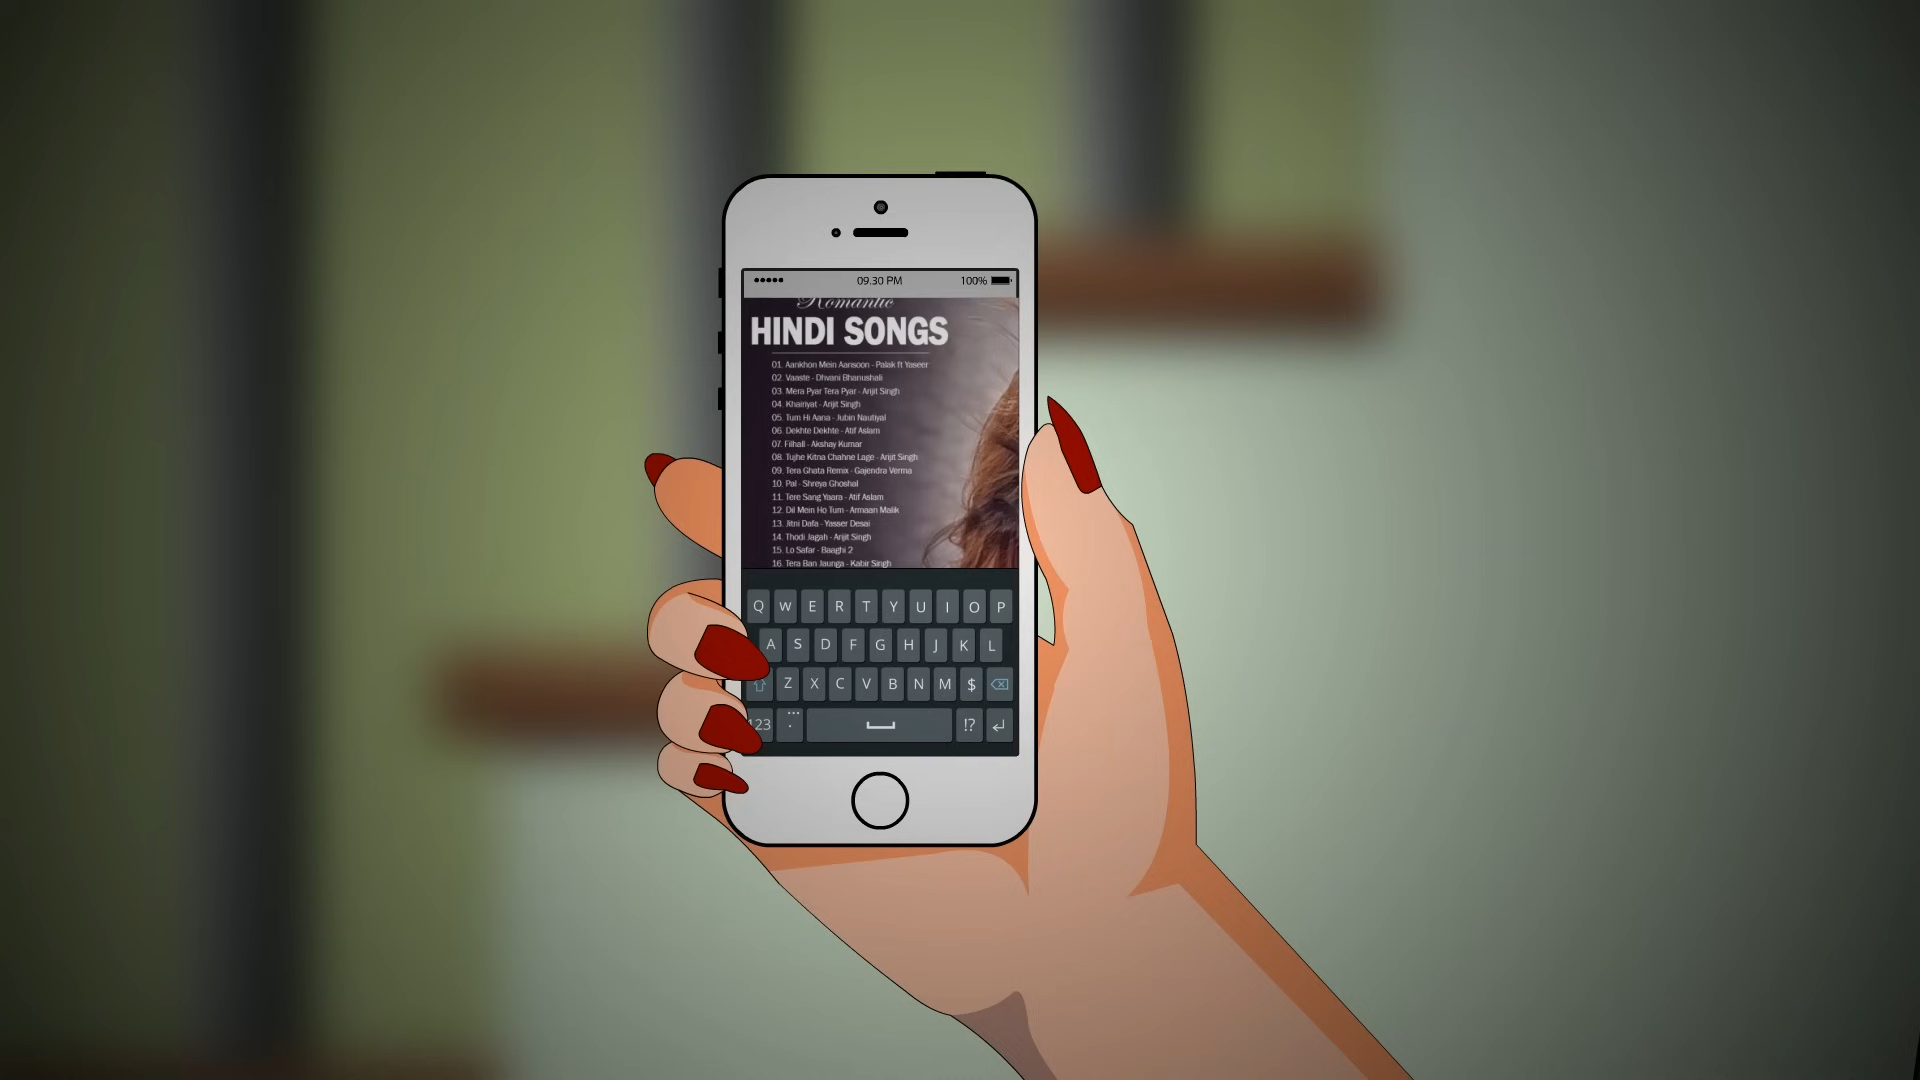 09.30 PM 100%
Romantic
HINDI SONGS
01. Aankhon Mein Aansoon - Palak ft Yaseer
02. Vaaste - Dhvani Bhanushali
03. Mera Pyar Tera Pyar - Arijit Singh
04. Khairiyat - Arijit Singh
05. Tum Hi Aana - Jubin Nautiyal
06. Dekhte Dekhte - Atif Aslam
07. Filhall - Akshay Kumar
08. Tujhe Kitna Chahne Lage - Arijit Singh
09. Tera Ghata Remix - Gajendra Verma
10. Pal - Shreya Ghoshal
11. Tere Sang Yaara - Atif Aslam
12. Dil Mein Ho Tum - Armaan Malik
13. Jitni Dafa - Yasser Desai
14. Thodi Jagah - Arijit Singh
15. Lo Safar - Baaghi 2
16. Tera Ban Jaunga - Kabir Singh
Q W E R T Y U I O P
A S D F G H J K L
Z X C V B N M $
123 . !?